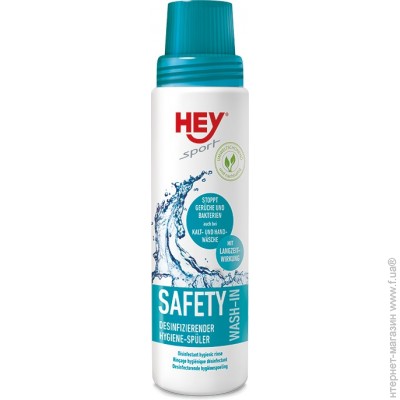 HEY
sport
STOPPT
GERÜCHE UND
BAKTERIEN
auch bei
KALT- UND HAND-
WÄSCHE
MIT
LANGZEIT-
WIRKUNG
SAFETY
WASH-IN
DESINFIZIERENDER
HYGIENE-SPÜLER
Disinfectant hygienic rinse
Rinçage hygiénique désinfectant
Desinfecterende hygiënespoeling
нтернет-магазин www.f.ua®